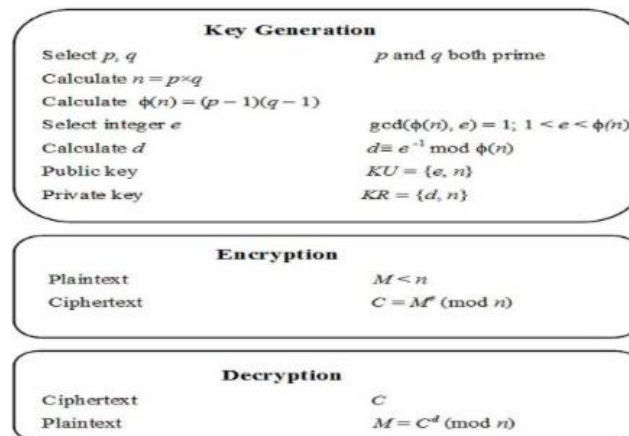 Key Generation
Select p, q p and q both prime
Calculate n = p×q
Calculate ϕ(n) = (p − 1)(q − 1)
Select integer e gcd(ϕ(n), e) = 1; 1 < e < ϕ(n)
Calculate d d ≡ e⁻¹ mod ϕ(n)
Public key KU = {e, n}
Private key KR = {d, n}
Encryption
Plaintext M < n
Ciphertext C = Mᵉ (mod n)
Decryption
Ciphertext C
Plaintext M = Cᵈ (mod n)